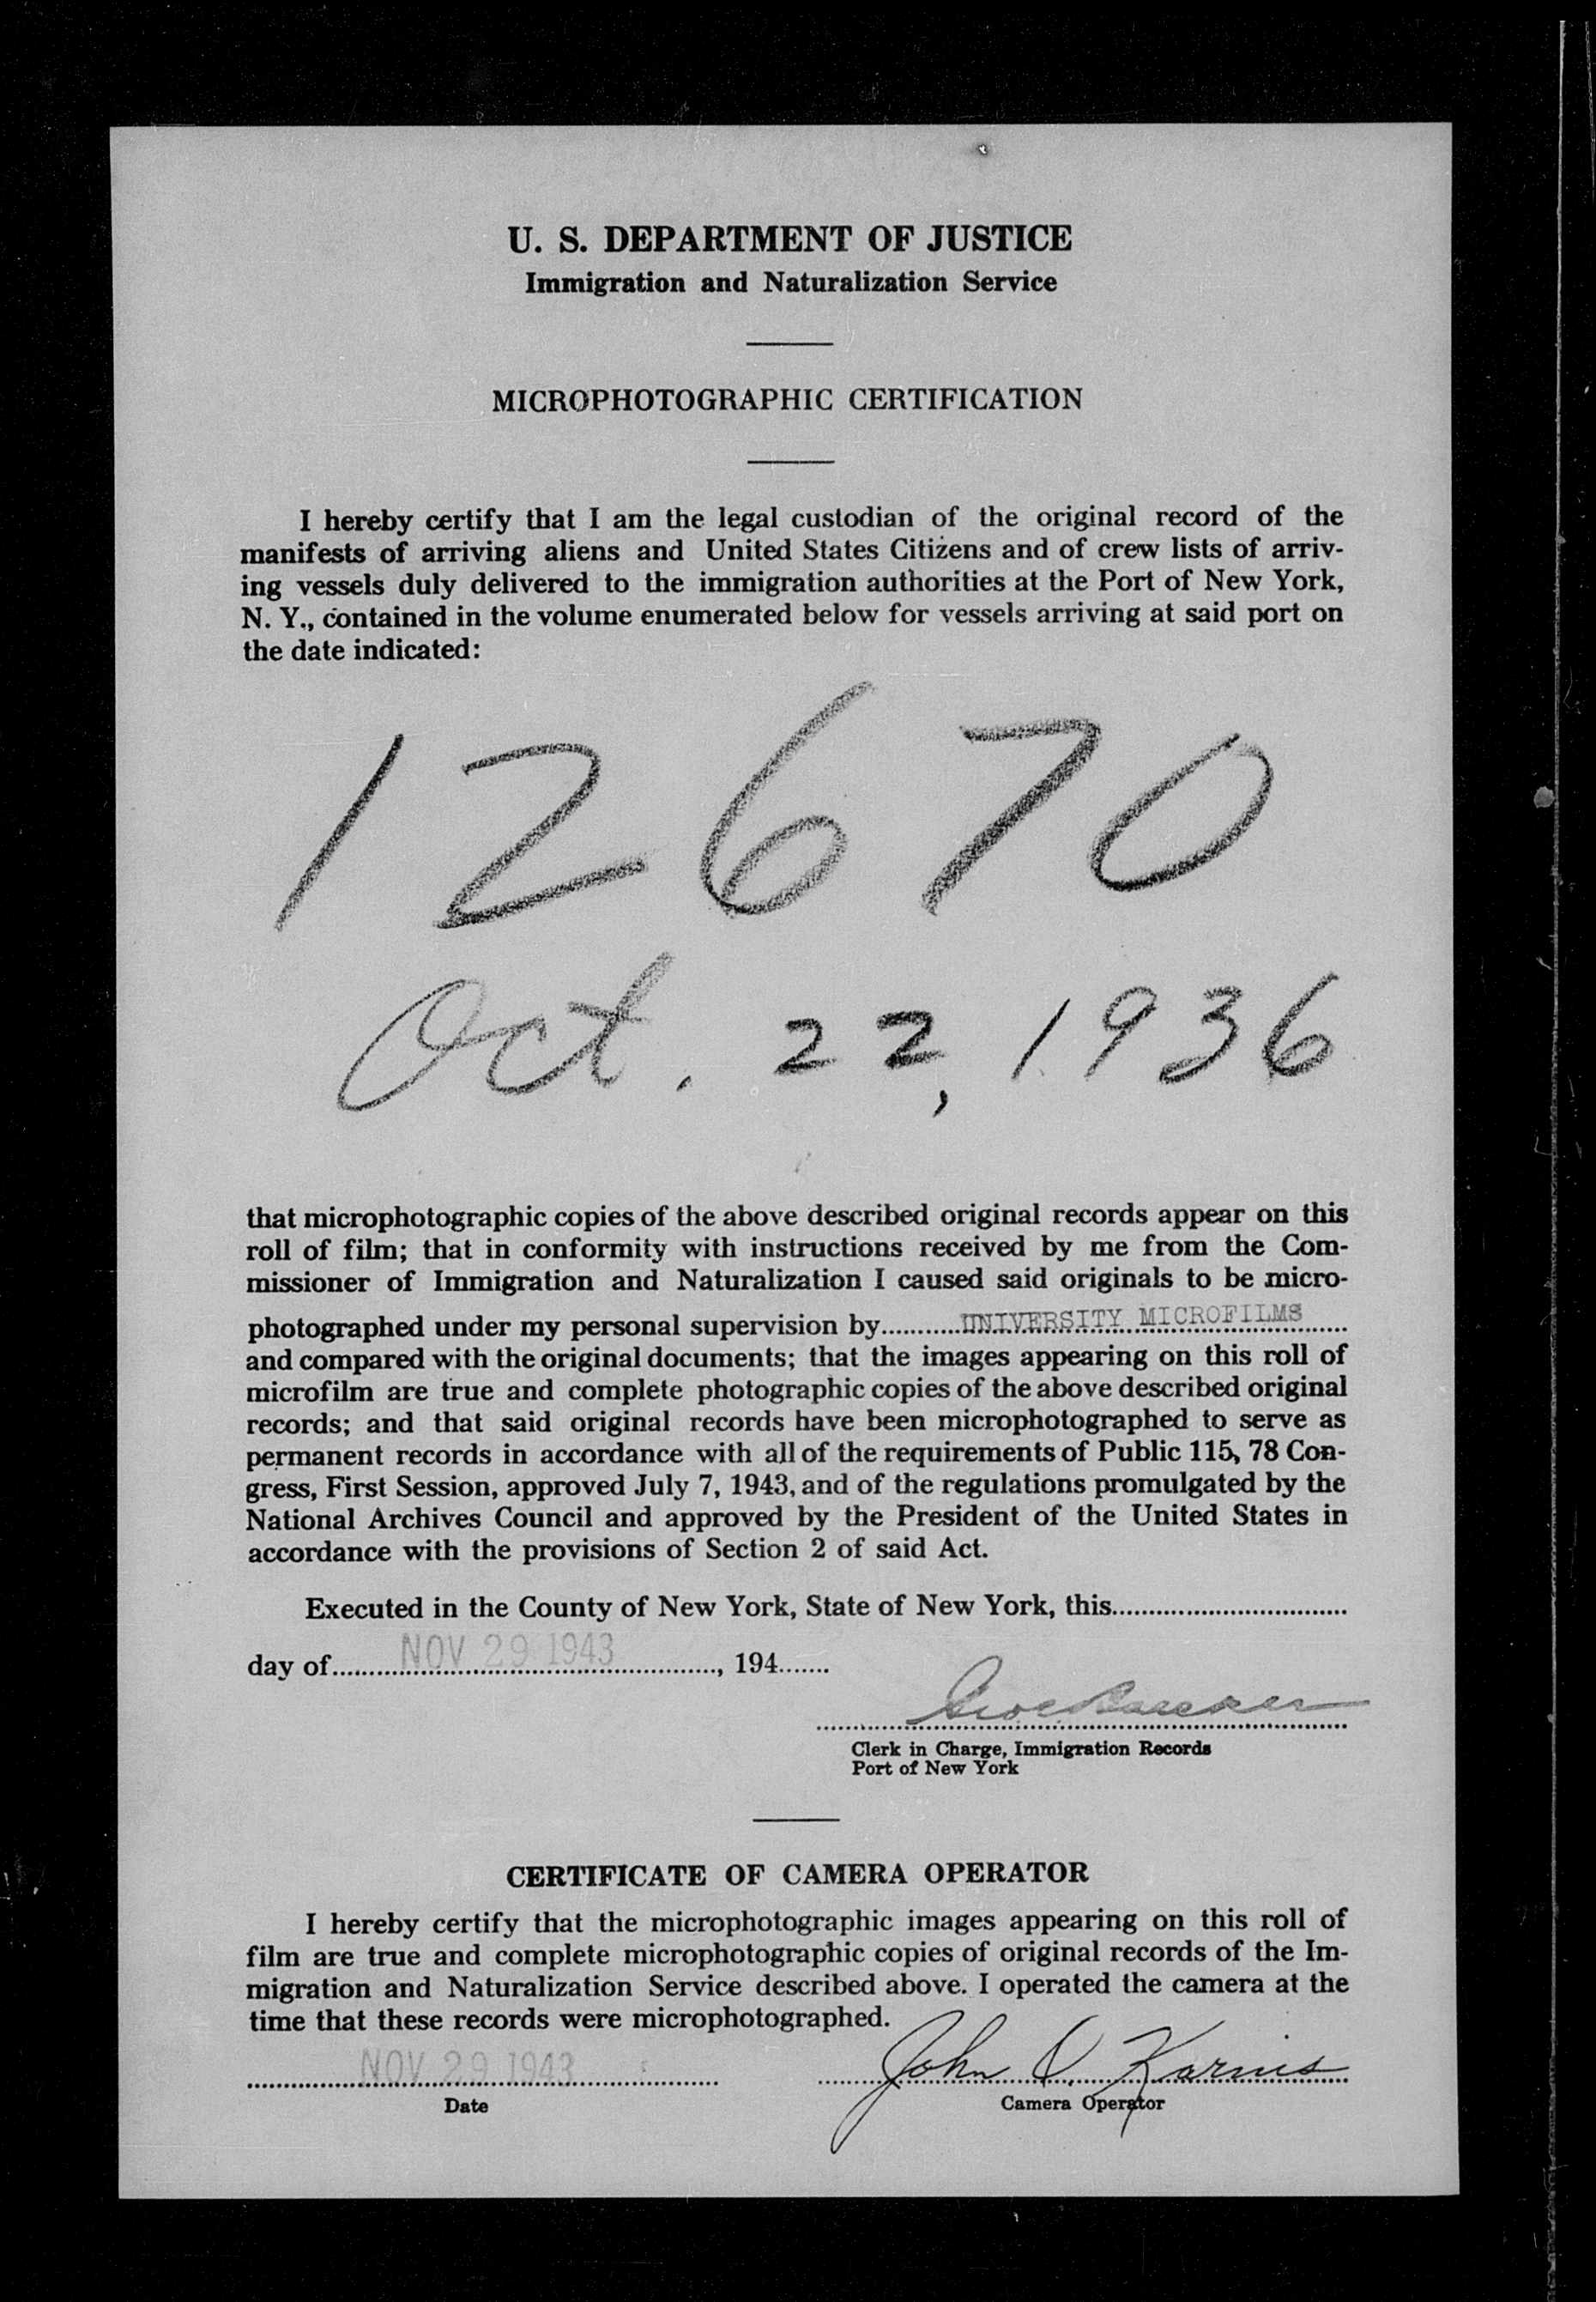 U. S. DEPARTMENT OF JUSTICE
Immigration and Naturalization Service
MICROPHOTOGRAPHIC CERTIFICATION
I hereby certify that I am the legal custodian of the original record of the
manifests of arriving aliens and United States Citizens and of crew lists of arriv-
ing vessels duly delivered to the immigration authorities at the Port of New York,
N. Y., contained in the volume enumerated below for vessels arriving at said port on
the date indicated:
12670
Oct. 22, 1936
that microphotographic copies of the above described original records appear on this
roll of film; that in conformity with instructions received by me from the Com-
missioner of Immigration and Naturalization I caused said originals to be micro-
photographed under my personal supervision by UNIVERSITY MICROFILMS
and compared with the original documents; that the images appearing on this roll of
microfilm are true and complete photographic copies of the above described original
records; and that said original records have been microphotographed to serve as
permanent records in accordance with all of the requirements of Public 115, 78 Con-
gress, First Session, approved July 7, 1943, and of the regulations promulgated by the
National Archives Council and approved by the President of the United States in
accordance with the provisions of Section 2 of said Act.
Executed in the County of New York, State of New York, this
day of NOV 29 1943, 194
Clerk in Charge, Immigration Records
Port of New York
CERTIFICATE OF CAMERA OPERATOR
I hereby certify that the microphotographic images appearing on this roll of
film are true and complete microphotographic copies of original records of the Im-
migration and Naturalization Service described above. I operated the camera at the
time that these records were microphotographed.
NOV 29 1943 John Karnis
Date Camera Operator